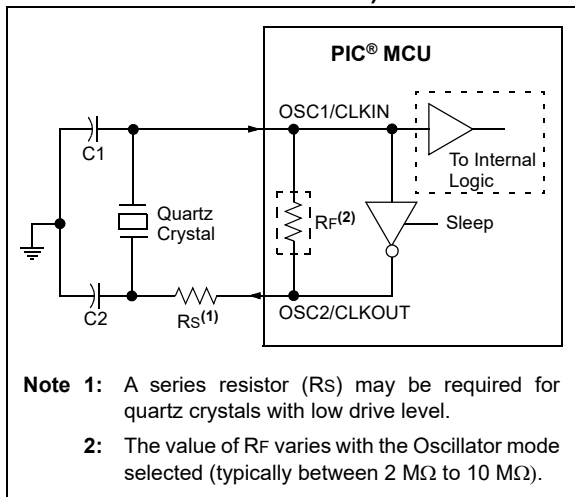 PIC® MCU
OSC1/CLKIN
C1
To Internal
Logic
Quartz
Crystal
RF(2)
Sleep
C2
RS(1)
OSC2/CLKOUT
Note 1: A series resistor (RS) may be required for
quartz crystals with low drive level.
2: The value of RF varies with the Oscillator mode
selected (typically between 2 MΩ to 10 MΩ).